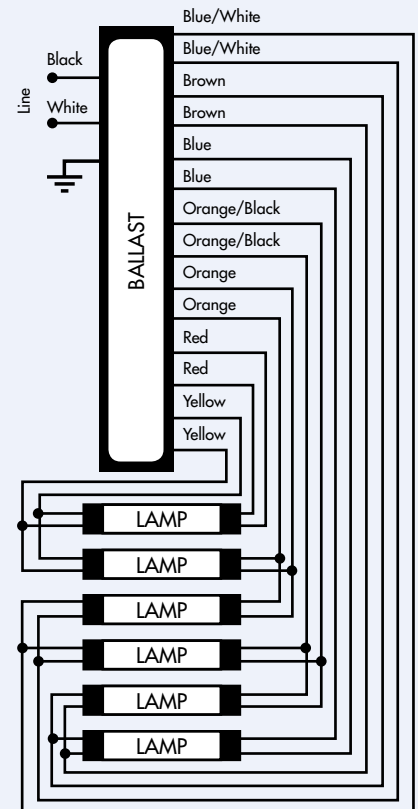 Blue/White
Blue/White
Black
Brown
Line
White
Brown
Blue
Blue
Orange/Black
BALLAST
Orange/Black
Orange
Orange
Red
Red
Yellow
Yellow
LAMP
LAMP
LAMP
LAMP
LAMP
LAMP